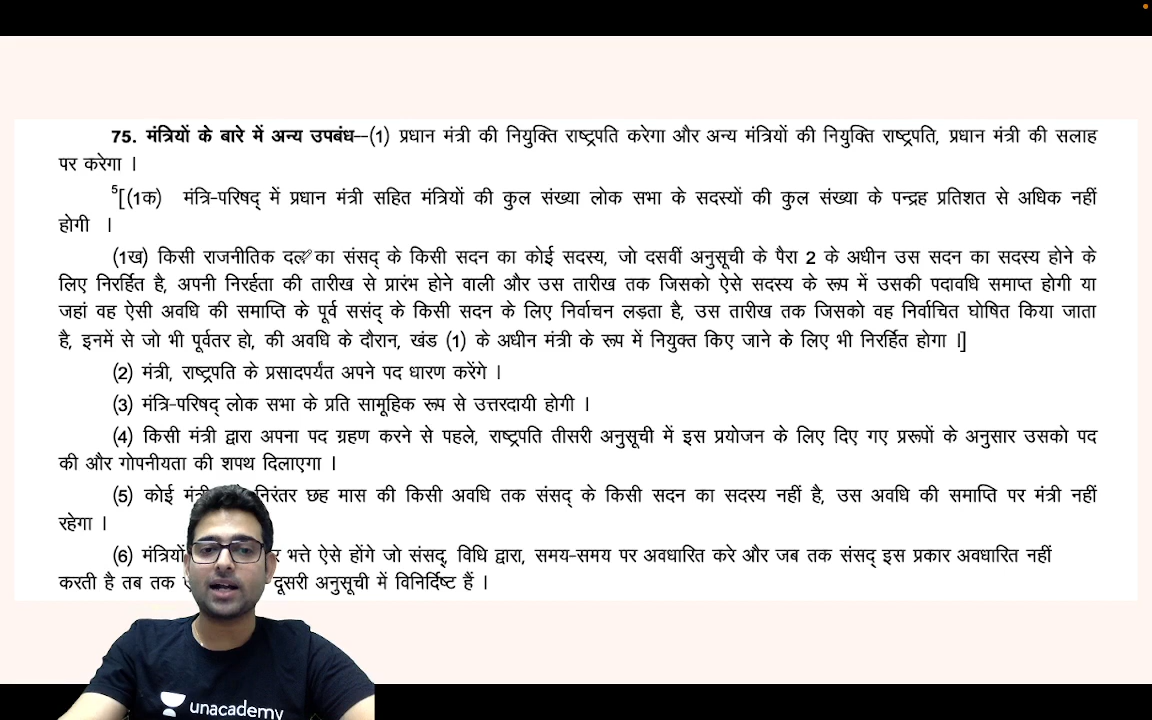 75. मंत्रियों के बारे में अन्य उपबंध--(1) प्रधान मंत्री की नियुक्ति राष्ट्रपति करेगा और अन्य मंत्रियों की नियुक्ति राष्ट्रपति, प्रधान मंत्री की सलाह
पर करेगा ।
5[(1क) मंत्रि-परिषद् में प्रधान मंत्री सहित मंत्रियों की कुल संख्या लोक सभा के सदस्यों की कुल संख्या के पन्द्रह प्रतिशत से अधिक नहीं
होगी ।
(1ख) किसी राजनीतिक दल का संसद् के किसी सदन का कोई सदस्य, जो दसवीं अनुसूची के पैरा 2 के अधीन उस सदन का सदस्य होने के
लिए निरर्हित है, अपनी निरर्हता की तारीख से प्रारंभ होने वाली और उस तारीख तक जिसको ऐसे सदस्य के रूप में उसकी पदावधि समाप्त होगी या
जहां वह ऐसी अवधि की समाप्ति के पूर्व ससंद् के किसी सदन के लिए निर्वाचन लड़ता है, उस तारीख तक जिसको वह निर्वाचित घोषित किया जाता
है, इनमें से जो भी पूर्वतर हो, की अवधि के दौरान, खंड (1) के अधीन मंत्री के रूप में नियुक्त किए जाने के लिए भी निरर्हित होगा ।]
(2) मंत्री, राष्ट्रपति के प्रसादपर्यंत अपने पद धारण करेंगे ।
(3) मंत्रि-परिषद् लोक सभा के प्रति सामूहिक रूप से उत्तरदायी होगी ।
(4) किसी मंत्री द्वारा अपना पद ग्रहण करने से पहले, राष्ट्रपति तीसरी अनुसूची में इस प्रयोजन के लिए दिए गए प्ररूपों के अनुसार उसको पद
की और गोपनीयता की शपथ दिलाएगा ।
(5) कोई निरंतर छह मास की किसी अवधि तक संसद् के किसी सदन का सदस्य नहीं है, उस अवधि की समाप्ति पर मंत्री नहीं
रहेगा ।
(6) मंत्रियों भत्ते ऐसे होंगे जो संसद्, विधि द्वारा, समय-समय पर अवधारित करे और जब तक संसद् इस प्रकार अवधारित नहीं
करती है तब तक दूसरी अनुसूची में विनिर्दिष्ट हैं ।
unacademy